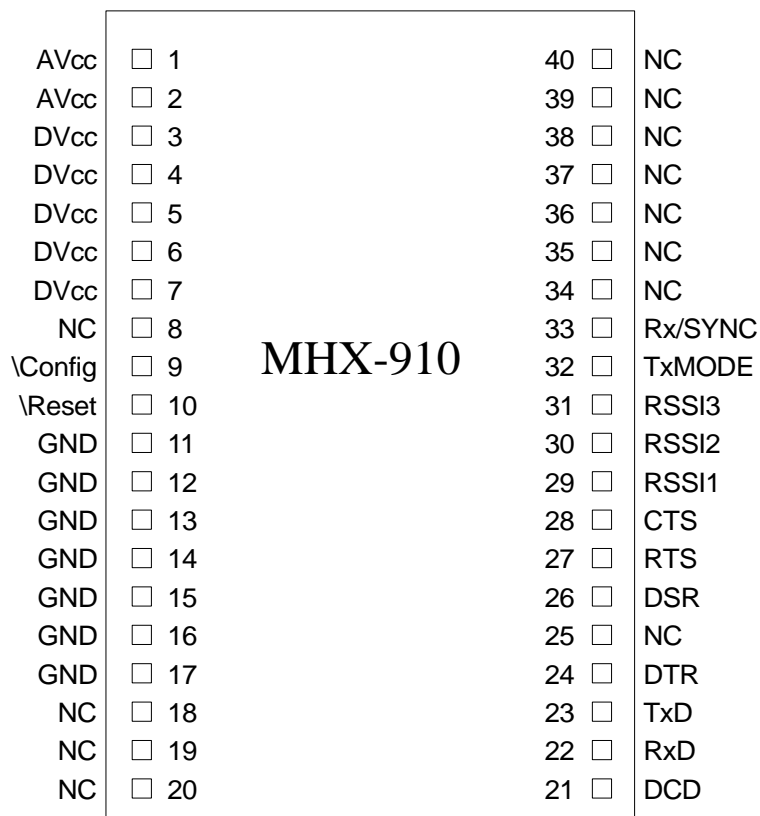 AVcc 1 40 NC
AVcc 2 39 NC
DVcc 3 38 NC
DVcc 4 37 NC
DVcc 5 36 NC
DVcc 6 35 NC
DVcc 7 34 NC
NC 8 33 Rx/SYNC
\Config 9 MHX-910 32 TxMODE
\Reset 10 31 RSSI3
GND 11 30 RSSI2
GND 12 29 RSSI1
GND 13 28 CTS
GND 14 27 RTS
GND 15 26 DSR
GND 16 25 NC
GND 17 24 DTR
NC 18 23 TxD
NC 19 22 RxD
NC 20 21 DCD